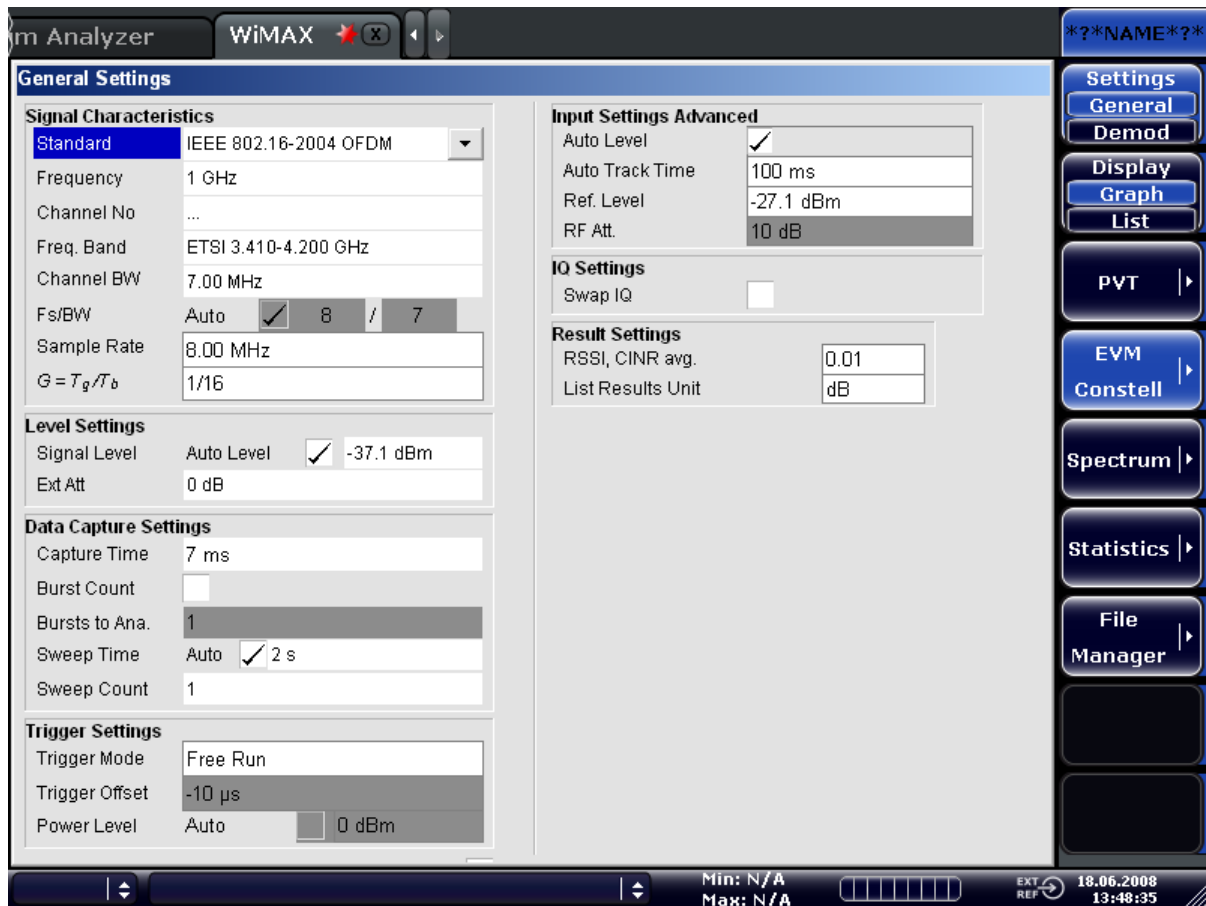 m Analyzer
WiMAX X
*?*NAME*?*
General Settings
Signal Characteristics
Standard IEEE 802.16-2004 OFDM
Frequency 1 GHz
Channel No ...
Freq. Band ETSI 3.410-4.200 GHz
Channel BW 7.00 MHz
Fs/BW Auto 8 / 7
Sample Rate 8.00 MHz
G = Tg/Tb 1/16
Level Settings
Signal Level Auto Level -37.1 dBm
Ext Att 0 dB
Data Capture Settings
Capture Time 7 ms
Burst Count
Bursts to Ana. 1
Sweep Time Auto 2 s
Sweep Count 1
Trigger Settings
Trigger Mode Free Run
Trigger Offset -10 µs
Power Level Auto 0 dBm
Input Settings Advanced
Auto Level
Auto Track Time 100 ms
Ref. Level -27.1 dBm
RF Att. 10 dB
IQ Settings
Swap IQ
Result Settings
RSSI, CINR avg. 0.01
List Results Unit dB
Settings
General
Demod
Display
Graph
List
PVT
EVM
Constell
Spectrum
Statistics
File
Manager
Min: N/A
Max: N/A
EXT
REF
18.06.2008
13:48:35